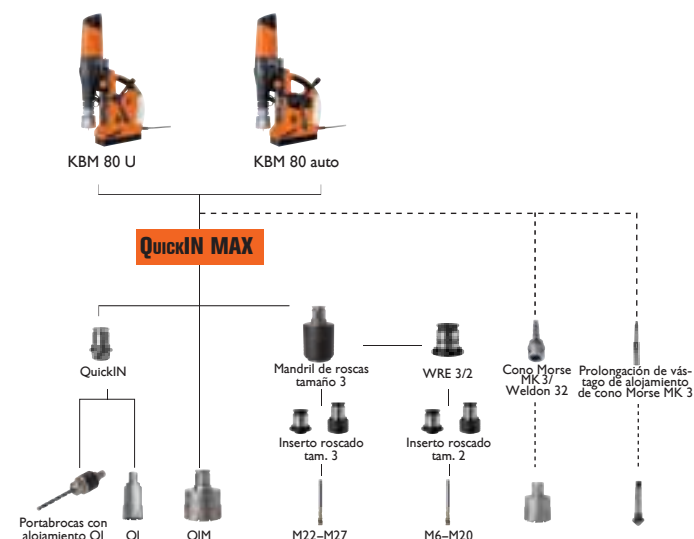 KBM 80 U
KBM 80 auto
QuickIN MAX
QuickIN
Mandril de roscas
tamaño 3
WRE 3/2
Cono Morse
MK 3/
Weldon 32
Prolongación de vás-
tago de alojamiento
de cono Morse MK 3
Inserto roscado
tam. 3
Inserto roscado
tam. 2
Portabrocas con
alojamiento QI
QI
QIM
M22–M27
M6–M20